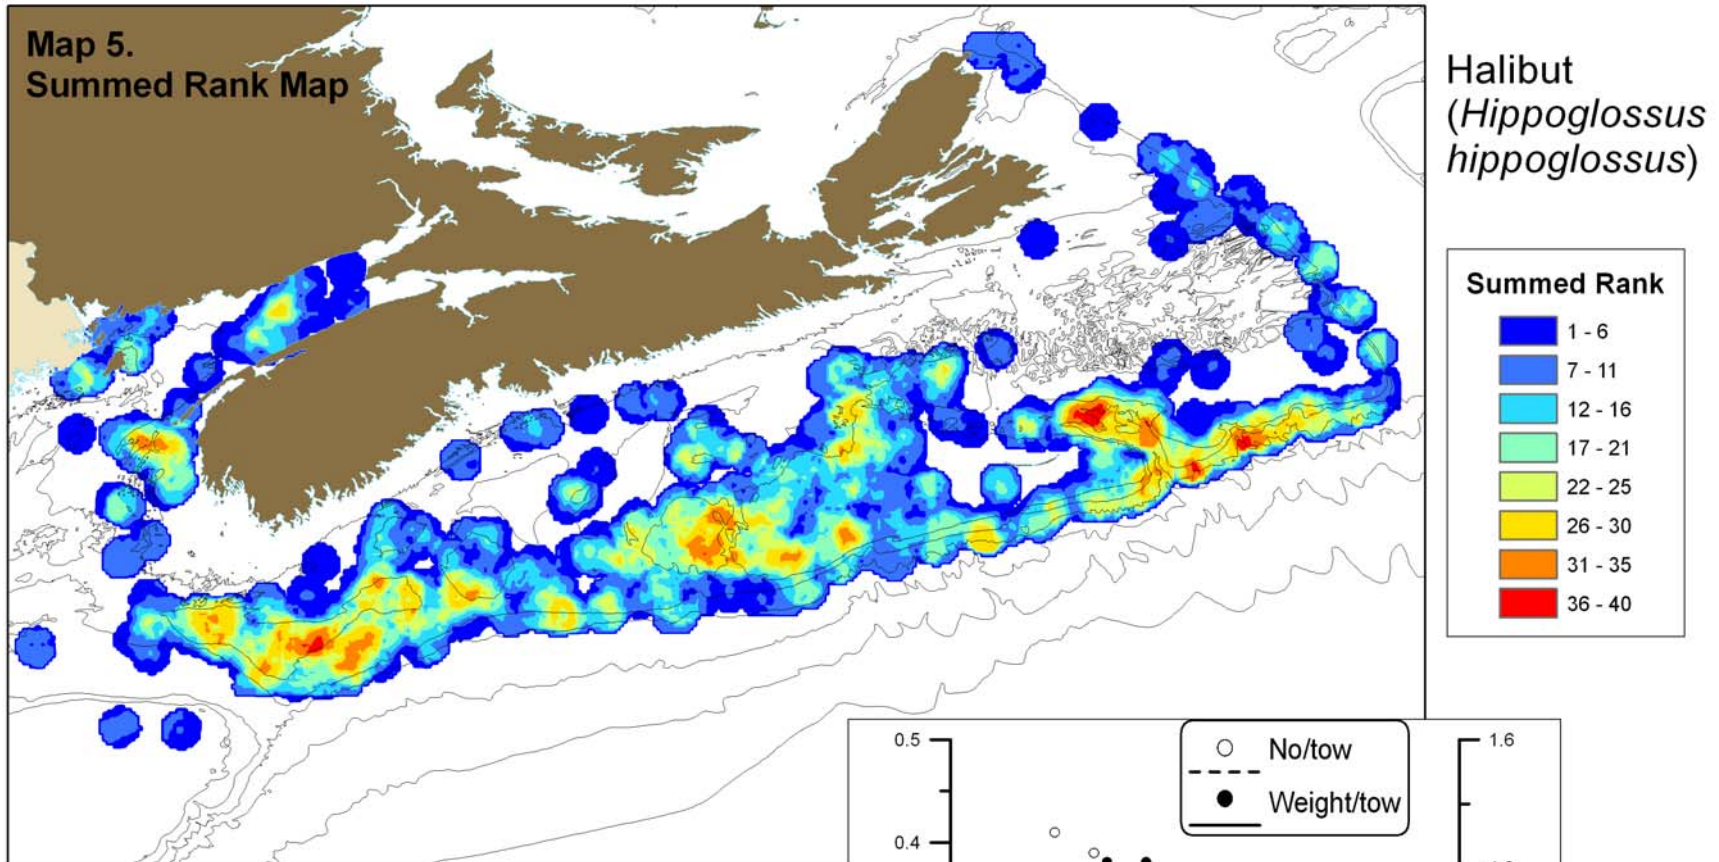 Map 5.
Summed Rank Map
Halibut
(Hippoglossus
hippoglossus)
Summed Rank
1 - 6
7 - 11
12 - 16
17 - 21
22 - 25
26 - 30
31 - 35
36 - 40
0.5
No/tow
1.6
Weight/tow
0.4